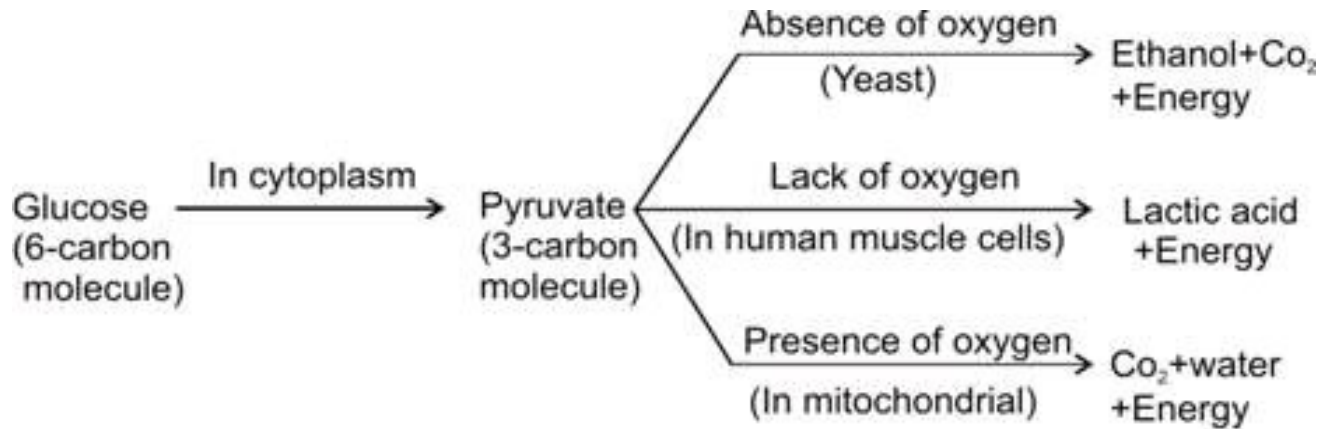 Absence of oxygen
(Yeast)
Ethanol+Co₂
+Energy
In cytoplasm
Glucose
(6-carbon
molecule)
Pyruvate
(3-carbon
molecule)
Lack of oxygen
(In human muscle cells)
Lactic acid
+Energy
Presence of oxygen
(In mitochondrial)
Co₂+water
+Energy